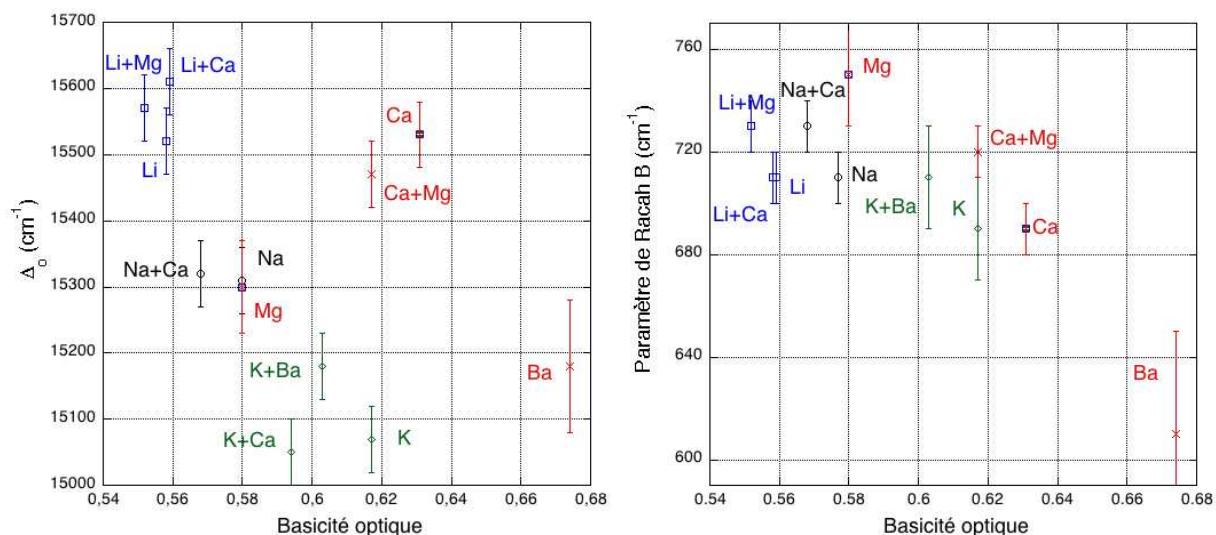 15700
15600
15500
15400
15300
15200
15100
15000
Δo (cm-1)
Li+Mg
Li+Ca
Li
Ca
Ca+Mg
Na+Ca
Na
Mg
K+Ba
Ba
K+Ca
K
0,54 0,56 0,58 0,6 0,62 0,64 0,66 0,68
Basicité optique
760
720
680
640
600
Paramètre de Racah B (cm-1)
Mg
Na+Ca
Li+Mg
Ca+Mg
Li
Na
K+Ba
K
Li+Ca
Ca
Ba
0.54 0.56 0.58 0.6 0.62 0.64 0.66 0.68
Basicité optique